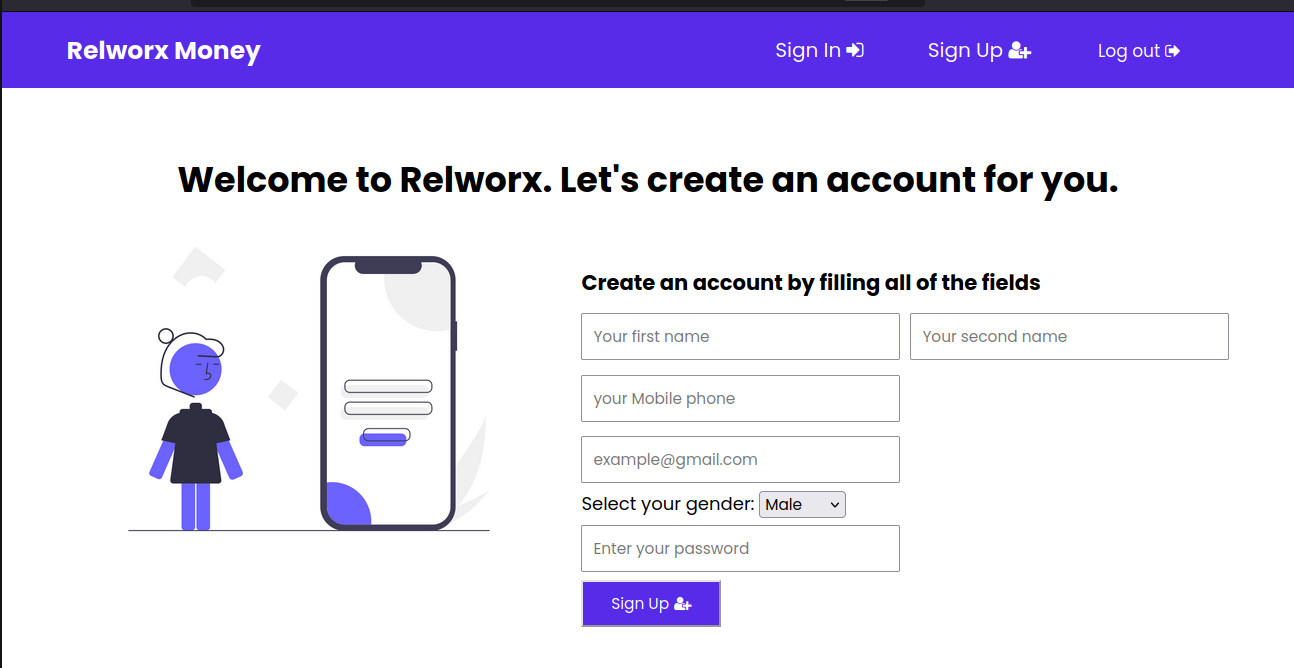 Relworx Money
Sign In
Sign Up
Log out
Welcome to Relworx. Let's create an account for you.
Create an account by filling all of the fields
Your first name
Your second name
your Mobile phone
example@gmail.com
Select your gender: Male
Enter your password
Sign Up